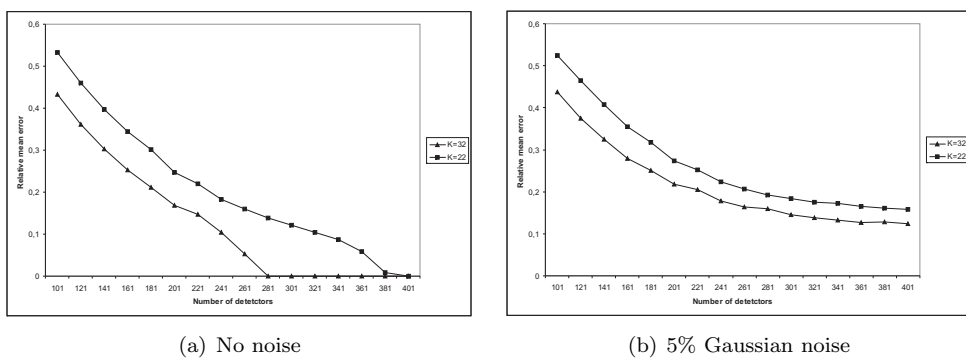 0,6
0,5
0,4
0,3
0,2
0,1
0
Relative mean error
101 121 141 161 181 201 221 241 261 281 301 321 341 361 381 401
Number of detetctors
K=32
K=22
(a) No noise
0,6
0,5
0,4
0,3
0,2
0,1
0
Relative mean error
101 121 141 161 181 201 221 241 261 281 301 321 341 361 381 401
Number of detetctors
K=32
K=22
(b) 5% Gaussian noise